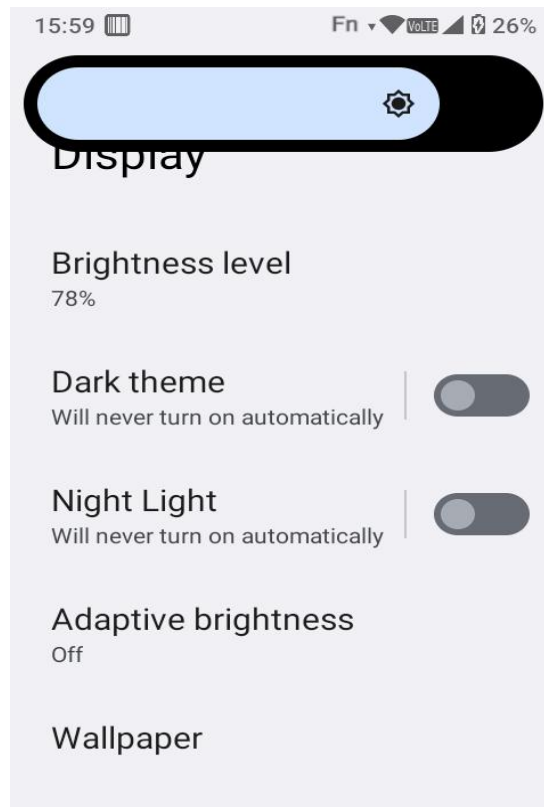 15:59 Fn VoLTE 26%
Display
Brightness level
78%
Dark theme
Will never turn on automatically
Night Light
Will never turn on automatically
Adaptive brightness
Off
Wallpaper